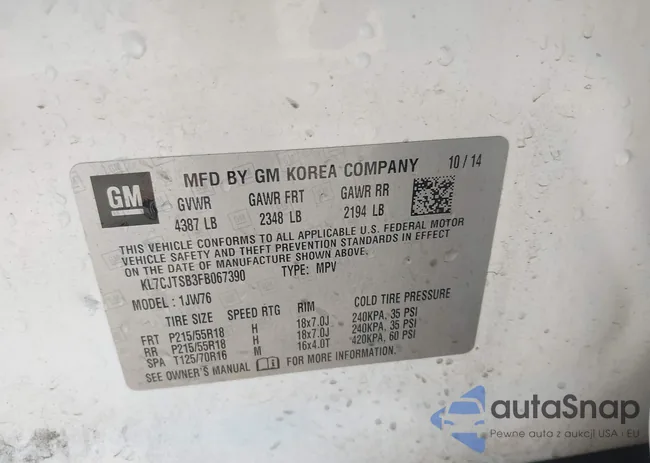 GM
MFD BY GM KOREA COMPANY 10/14
GVWR GAWR FRT GAWR RR
4387 LB 2348 LB 2194 LB
THIS VEHICLE CONFORMS TO ALL APPLICABLE U.S. FEDERAL MOTOR
VEHICLE SAFETY AND THEFT PREVENTION STANDARDS IN EFFECT
ON THE DATE OF MANUFACTURE SHOWN ABOVE.
KL7CJTSB3FB067390 TYPE: MPV
MODEL: 1JW76
TIRE SIZE SPEED RTG RIM COLD TIRE PRESSURE
FRT P215/55R18 H 18x7.0J 240KPA, 35 PSI
RR P215/55R18 H 18x7.0J 240KPA, 35 PSI
SPA T125/70R16 M 16x4.0T 420KPA, 60 PSI
SEE OWNER'S MANUAL FOR MORE INFORMATION
autaSnap
Pewne auta z aukcji USA - EU